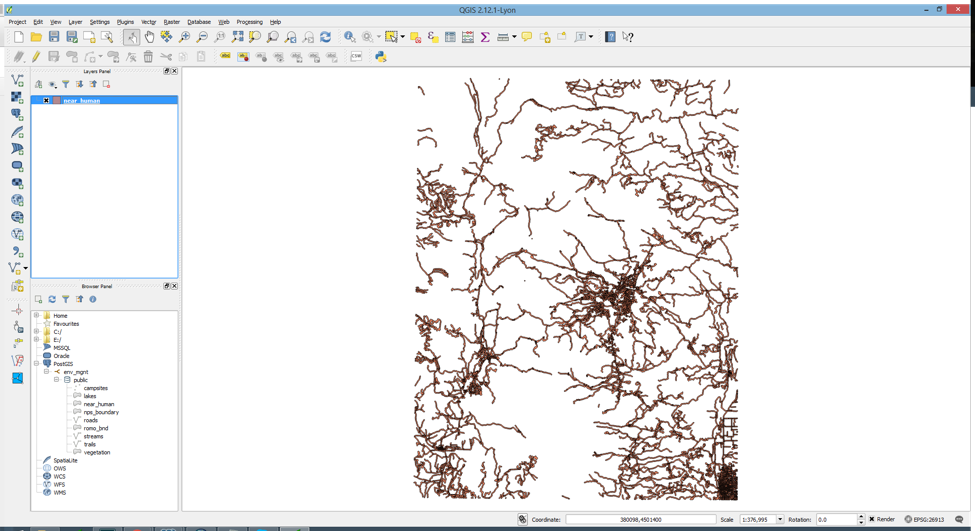 QGIS 2.12.1-Lyon
Project Edit View Layer Settings Plugins Vector Raster Database Web Processing Help
Layers Panel
near_human
Browser Panel
Home
Favourites
C:/
E:/
MSSQL
Oracle
PostGIS
env_mgnt
public
campsites
lakes
near_human
nps_boundary
roads
romo_bnd
streams
trails
vegetation
SpatiaLite
OWS
WCS
WFS
WMS
Coordinate: 380098,4501400 Scale 1:376,995 Rotation: 0.0 Render EPSG:26913